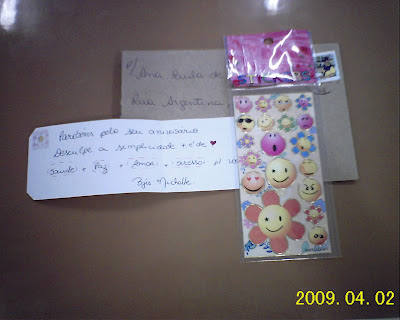 P/ Ana de
Rua Argentina
Parabéns pelo seu aniversário
Desculpe a simplicidade + é de ♥
Saúde + Paz + Amor + sucesso p/
Bjs Michelle
2009.04.02